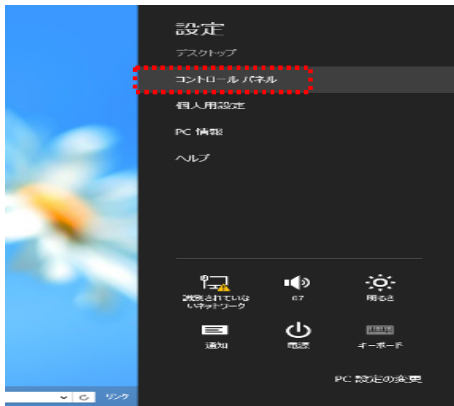 設定
デスクトップ
コントロール パネル
個人用設定
PC 情報
ヘルプ
識別されていな
いネットワーク
67
明るさ
通知
電源
キーボード
PC 設定の変更
リンク